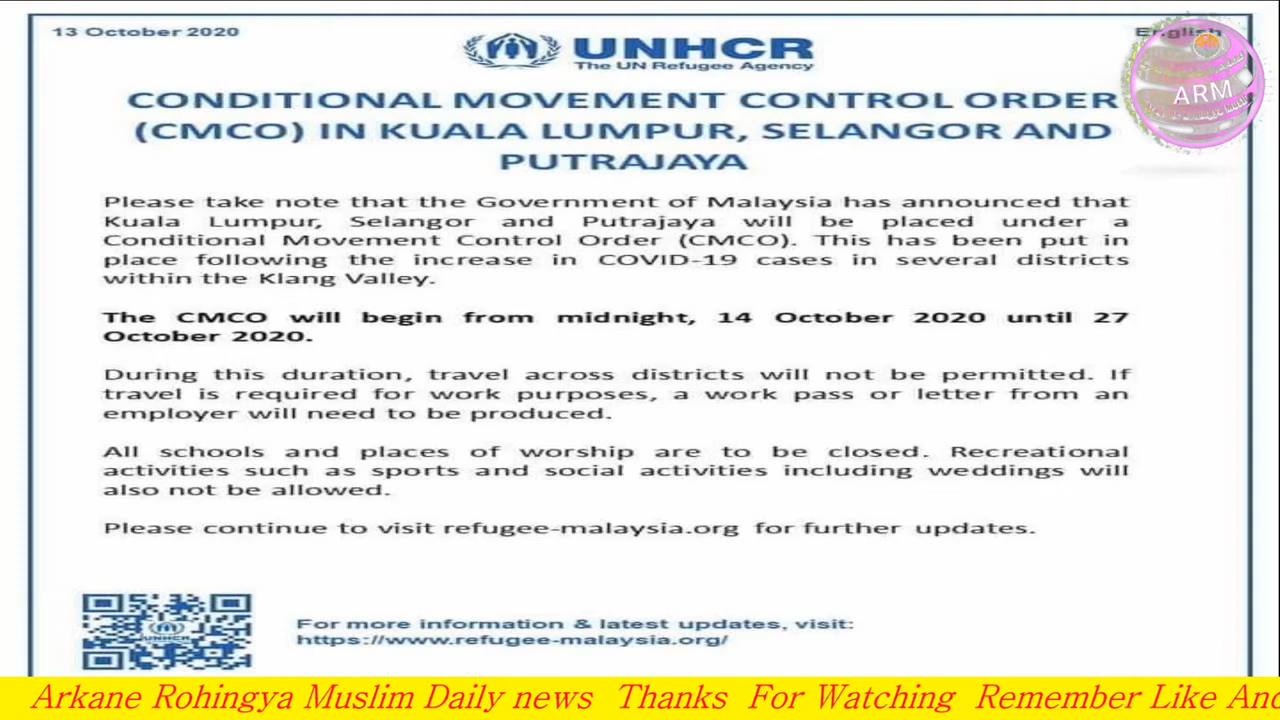 13 October 2020
English
UNHCR
The UN Refugee Agency
ARM
CONDITIONAL MOVEMENT CONTROL ORDER
(CMCO) IN KUALA LUMPUR, SELANGOR AND
PUTRAJAYA
Please take note that the Government of Malaysia has announced that
Kuala Lumpur, Selangor and Putrajaya will be placed under a
Conditional Movement Control Order (CMCO). This has been put in
place following the increase in COVID-19 cases in several districts
within the Klang Valley.
The CMCO will begin from midnight, 14 October 2020 until 27
October 2020.
During this duration, travel across districts will not be permitted. If
travel is required for work purposes, a work pass or letter from an
employer will need to be produced.
All schools and places of worship are to be closed. Recreational
activities such as sports and social activities including weddings will
also not be allowed.
Please continue to visit refugee-malaysia.org for further updates.
UNHCR
For more information & latest updates, visit:
https://www.refugee-malaysia.org/
Arkane Rohingya Muslim Daily news Thanks For Watching Remember Like And